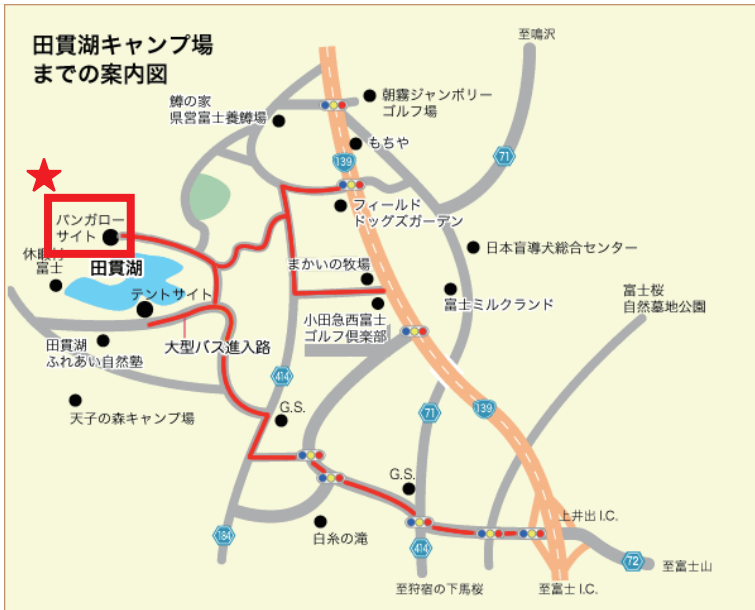 田貫湖キャンプ場
までの案内図
至鳴沢
鱒の家
県営富士養鱒場
朝霧ジャンボリー
ゴルフ場
もちや
71
139
フィールド
ドッグズガーデン
バンガロー
サイト
日本盲導犬総合センター
休暇村
富士
田貫湖
まかいの牧場
テントサイト
富士ミルクランド
富士桜
自然墓地公園
小田急西富士
ゴルフ倶楽部
田貫湖
ふれあい自然塾
大型バス進入路
414
天子の森キャンプ場
G.S.
71
139
G.S.
上井出I.C.
184
白糸の滝
414
72
至富士山
至狩宿の下馬桜
至富士I.C.